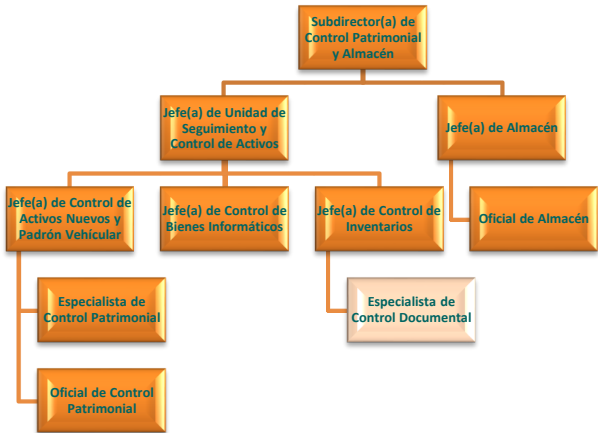 Subdirector(a) de
Control Patrimonial
y Almacén
Jefe(a) de Unidad de
Seguimiento y
Control de Activos
Jefe(a) de Almacén
Jefe(a) de Control de
Activos Nuevos y
Padrón Vehícular
Jefe(a) de Control de
Bienes Informáticos
Jefe(a) de Control de
Inventarios
Oficial de Almacén
Especialista de
Control Patrimonial
Especialista de
Control Documental
Oficial de Control
Patrimonial